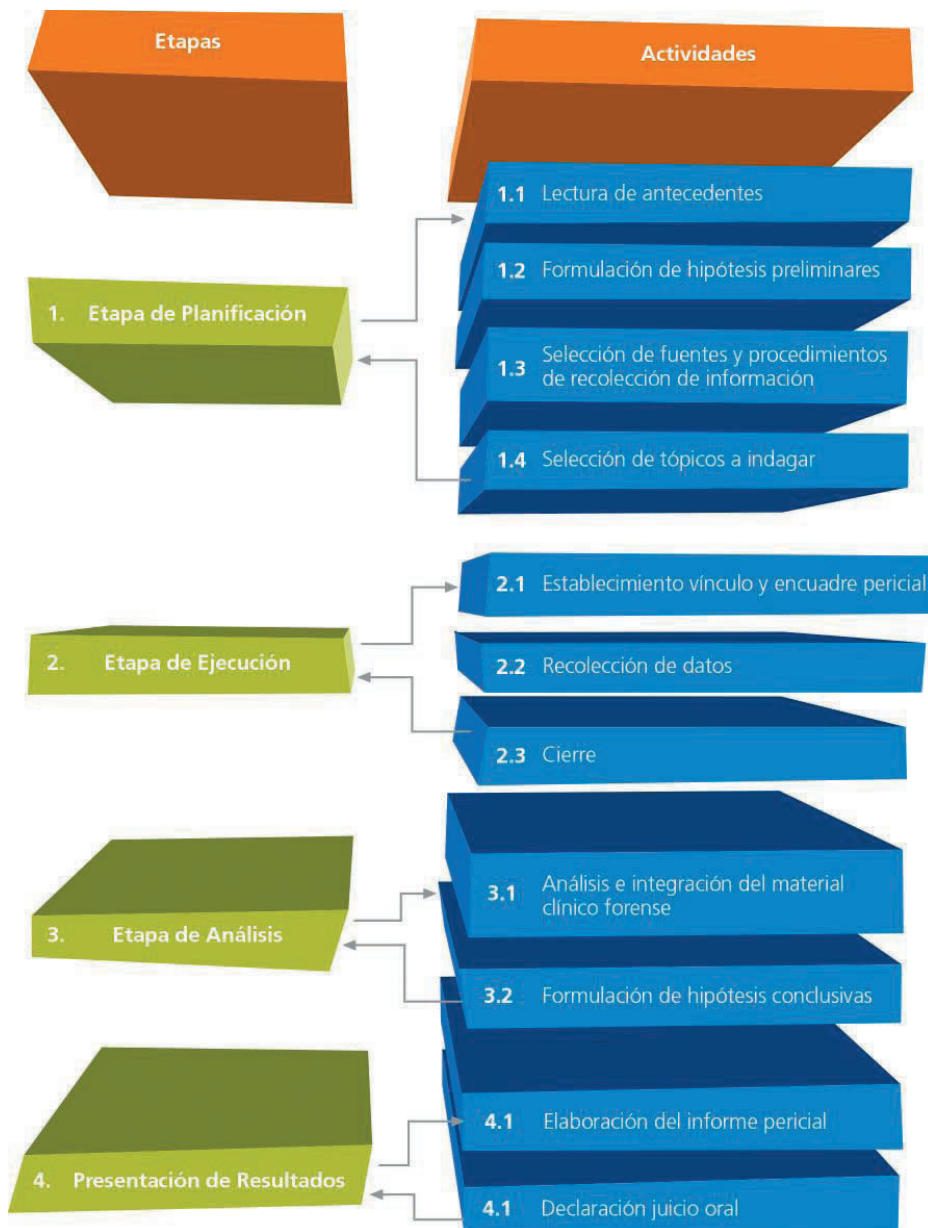 Etapas
Actividades
1.1 Lectura de antecedentes
1.2 Formulación de hipótesis preliminares
1. Etapa de Planificación
1.3 Selección de fuentes y procedimientos
de recolección de información
1.4 Selección de tópicos a indagar
2.1 Establecimiento vínculo y encuadre pericial
2. Etapa de Ejecución
2.2 Recolección de datos
2.3 Cierre
3.1 Análisis e integración del material
clínico forense
3. Etapa de Análisis
3.2 Formulación de hipótesis conclusivas
4.1 Elaboración del informe pericial
4. Presentación de Resultados
4.1 Declaración juicio oral